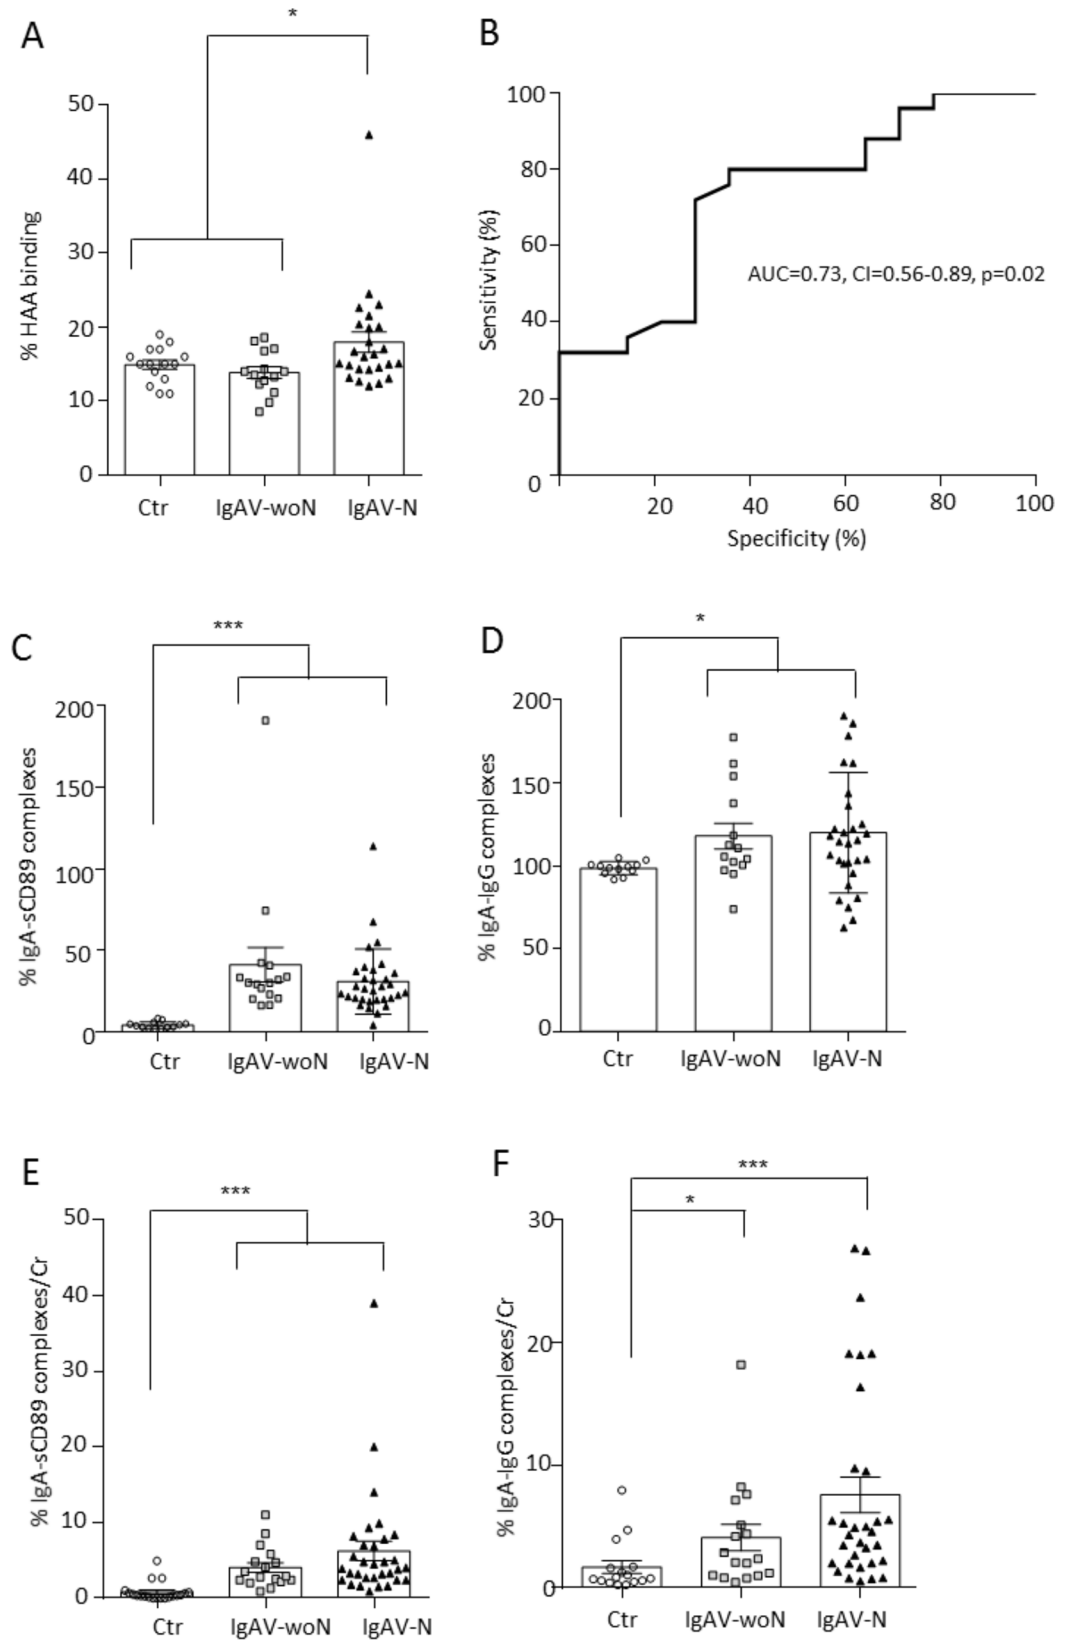 A
*
% HAA binding
50
40
30
20
10
0
Ctr
IgAV-woN
IgAV-N
B
Sensitivity (%)
100
80
60
40
20
0
AUC=0.73, CI=0.56-0.89, p=0.02
20
40
60
80
100
Specificity (%)
C
***
% IgA-sCD89 complexes
200
150
100
50
0
Ctr
IgAV-woN
IgAV-N
D
*
% IgA-IgG complexes
200
150
100
50
0
Ctr
IgAV-woN
IgAV-N
E
***
% IgA-sCD89 complexes/Cr
50
40
30
20
10
0
Ctr
IgAV-woN
IgAV-N
F
***
*
% IgA-IgG complexes/Cr
30
20
10
0
Ctr
IgAV-woN
IgAV-N